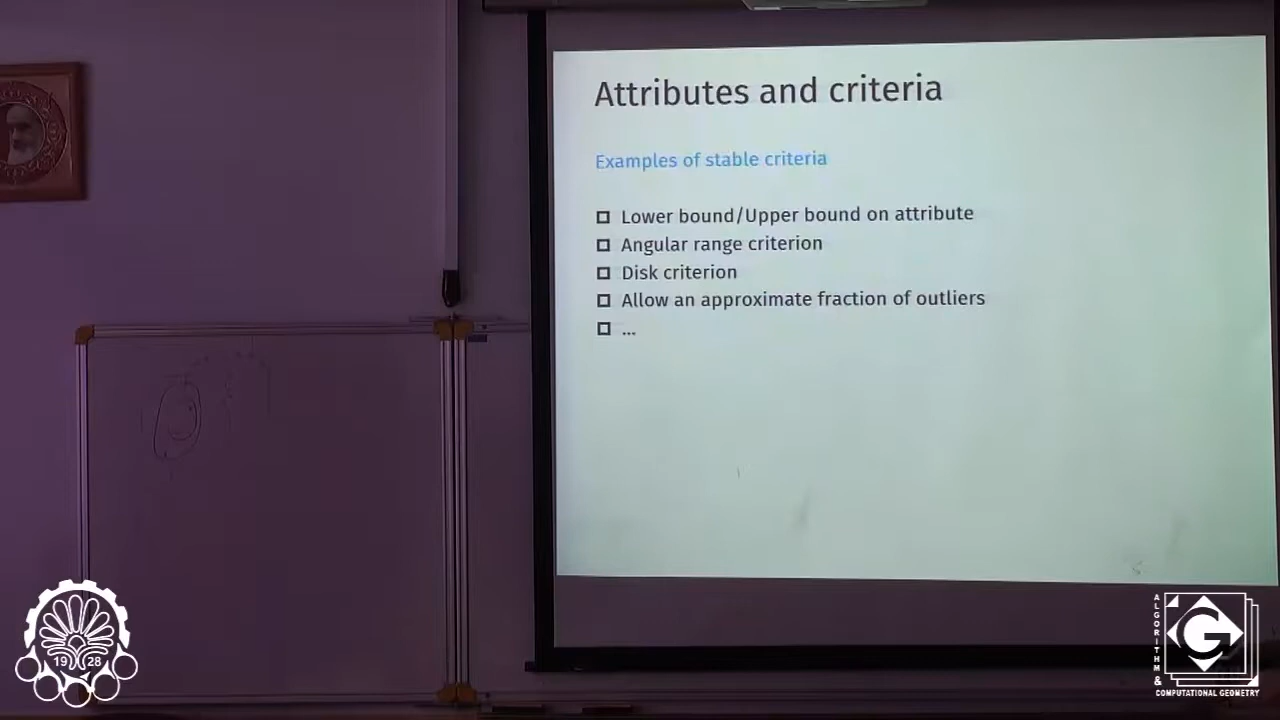 Attributes and criteria
Examples of stable criteria
Lower bound/Upper bound on attribute
Angular range criterion
Disk criterion
Allow an approximate fraction of outliers
...
19 28
ALGORITHM &
G
COMPUTATIONAL GEOMETRY